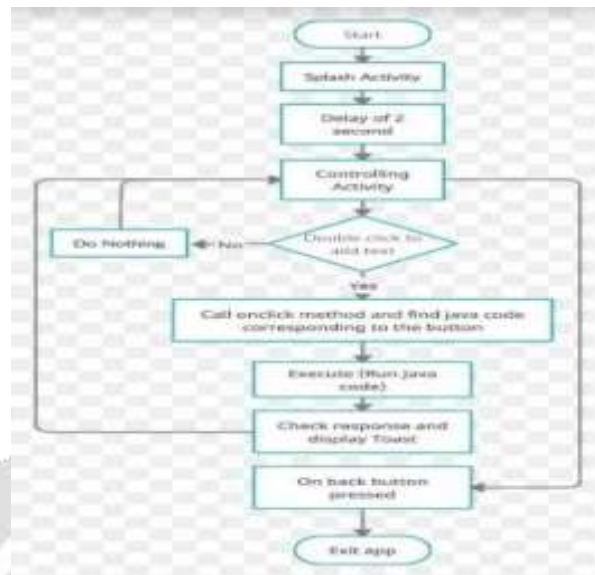 Start
Splash Activity
Delay of 2
second
Controlling
Activity
Do Nothing
No
Double click to
add text
Yes
Call onclick method and find java code
corresponding to the button
Execute (Run Java
code)
Check response and
display Toast
On back button
pressed
Exit app